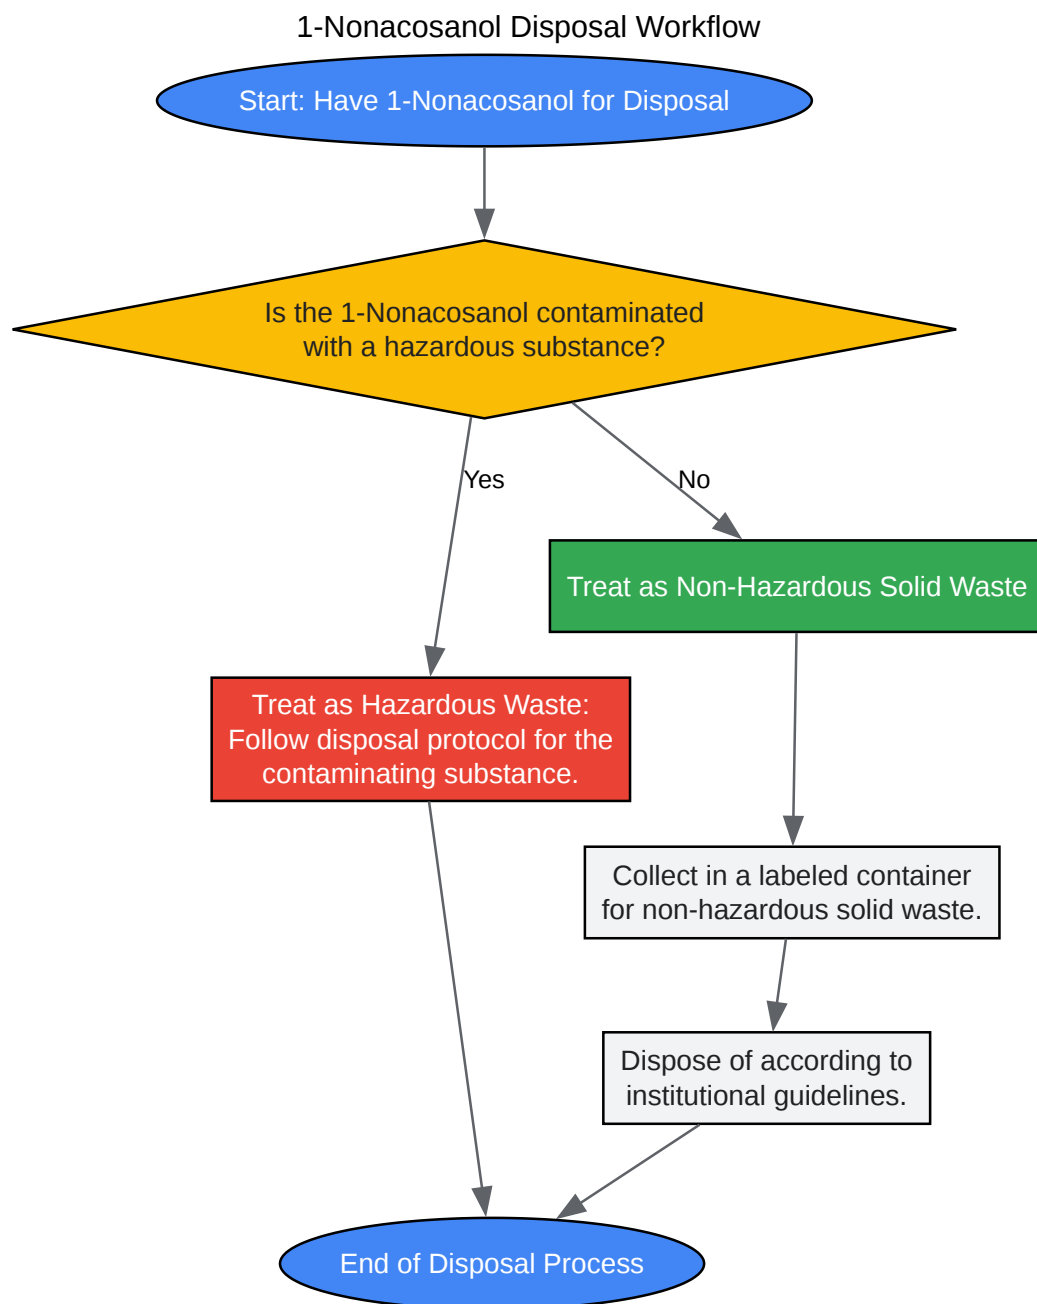 1-Nonacosanol Disposal Workflow
Start: Have 1-Nonacosanol for Disposal
Is the 1-Nonacosanol contaminated
with a hazardous substance?
Yes
No
Treat as Non-Hazardous Solid Waste
Treat as Hazardous Waste:
Follow disposal protocol for the
contaminating substance.
Collect in a labeled container
for non-hazardous solid waste.
Dispose of according to
institutional guidelines.
End of Disposal Process